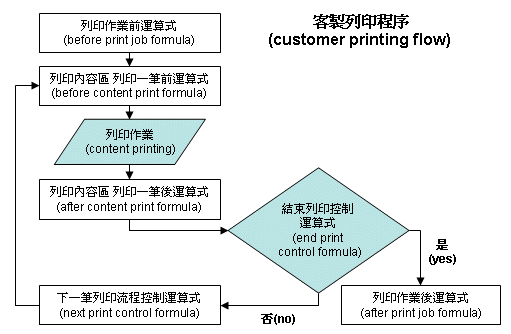 客製列印程序
(customer printing flow)
列印作業前運算式
(before print job formula)
列印內容區 列印一筆前運算式
(before content print formula)
列印作業
(content printing)
列印內容區 列印一筆後運算式
(after content print formula)
結束列印控制
運算式
(end print
control formula)
是
(yes)
下一筆列印流程控制運算式
(next print control formula)
否(no)
列印作業後運算式
(after print job formula)